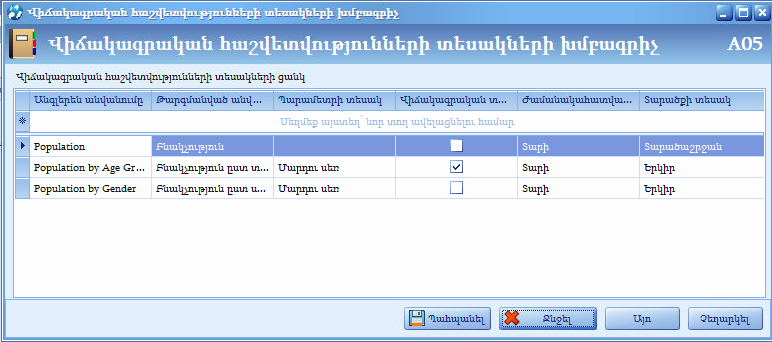 Վիճակագրական հաշվետվությունների տեսակների խմբագրիչ
Վիճակագրական հաշվետվությունների տեսակների խմբագրիչ A05
Վիճակագրական հաշվետվությունների տեսակների ցանկ
Անգլերեն անվանումը Թարգմանված անվ... Պարամետրի տեսակ Վիճակագրական տ... Ժամանակահատվա... Տարածքի տեսակ
Սեղմեք այստեղ՝ նոր տող ավելացնելու համար
Population Բնակչություն Տարի Տարածաշրջան
Population by Age Gr... Բնակչություն ըստ տ... Մարդու սեռ Տարի Երկիր
Population by Gender Բնակչություն ըստ ս... Մարդու սեռ Տարի Երկիր
Պահպանել Ջնջել Այո Չեղարկել